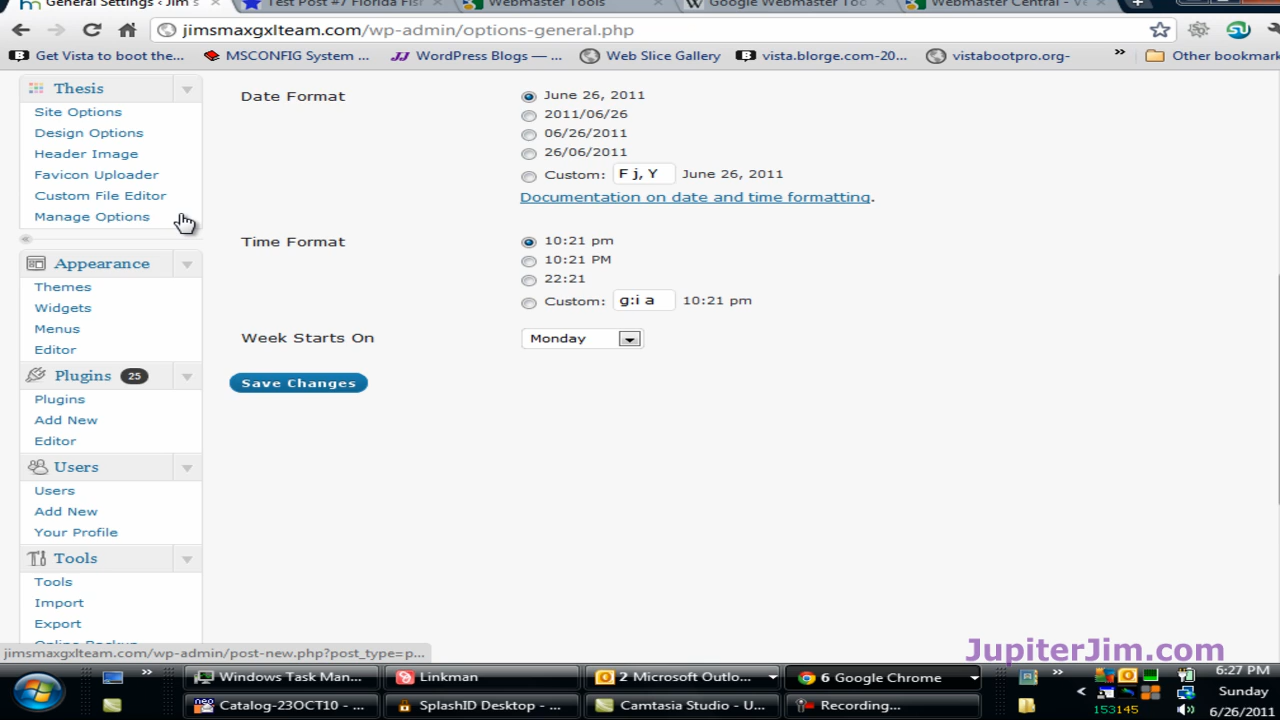 General Settings ‹ Jim's
Test Post #7 Florida Fis
Webmaster Tools
Google Webmaster Too
Webmaster Central - Ve
jimsmaxgxlteam.com/wp-admin/options-general.php
Get Vista to boot the...
MSCONFIG System ...
WordPress Blogs — ...
Web Slice Gallery
vista.blorge.com-20...
vistabootpro.org-
»
Other bookmark
Thesis
Site Options
Design Options
Header Image
Favicon Uploader
Custom File Editor
Manage Options
Appearance
Themes
Widgets
Menus
Editor
Plugins 25
Plugins
Add New
Editor
Users
Users
Add New
Your Profile
Tools
Tools
Import
Export
Online Backup
Date Format
June 26, 2011
2011/06/26
06/26/2011
26/06/2011
Custom: F j, Y June 26, 2011
Documentation on date and time formatting.
Time Format
10:21 pm
10:21 PM
22:21
Custom: g:i a 10:21 pm
Week Starts On
Monday
Save Changes
jimsmaxgxlteam.com/wp-admin/post-new.php?post_type=p...
JupiterJim.com
Windows Task Man...
Linkman
2 Microsoft Outlo...
6 Google Chrome
Catalog-23OCT10 - ...
SplashID Desktop - ...
Camtasia Studio - U...
Recording...
153145
6:27 PM
Sunday
6/26/2011